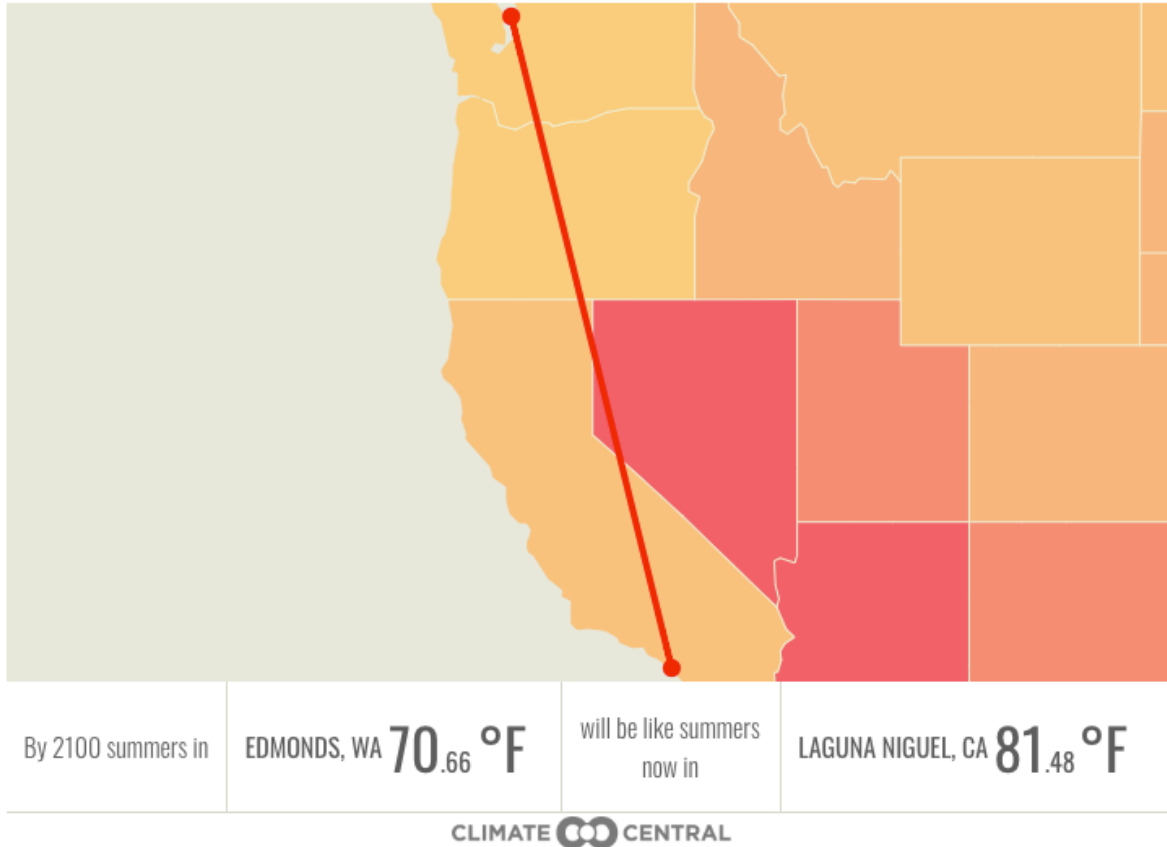 By 2100 summers in
EDMONDS, WA 70.66 °F
will be like summers
now in
LAGUNA NIGUEL, CA 81.48 °F
CLIMATE CENTRAL